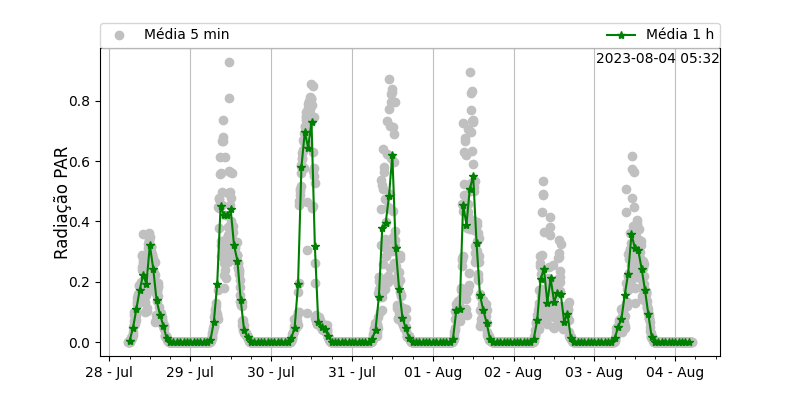 Média 5 min
Média 1 h
2023-08-04 05:32
Radiação PAR
0.8
0.6
0.4
0.2
0.0
28 - Jul
29 - Jul
30 - Jul
31 - Jul
01 - Aug
02 - Aug
03 - Aug
04 - Aug